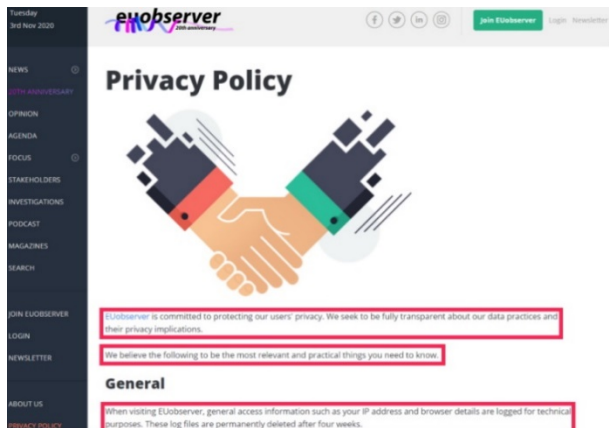 Tuesday
3rd Nov 2020
euobserver
20th anniversary
Join EUobserver
Login
Newsletter
NEWS
20TH ANNIVERSARY
OPINION
AGENDA
FOCUS
STAKEHOLDERS
INVESTIGATIONS
PODCAST
MAGAZINES
SEARCH
JOIN EUOBSERVER
LOGIN
NEWSLETTER
ABOUT US
PRIVACY POLICY
Privacy Policy
EUobserver is committed to protecting our users' privacy. We seek to be fully transparent about our data practices and
their privacy implications.
We believe the following to be the most relevant and practical things you need to know.
General
When visiting EUobserver, general access information such as your IP address and browser details are logged for technical
purposes. These log files are permanently deleted after four weeks.